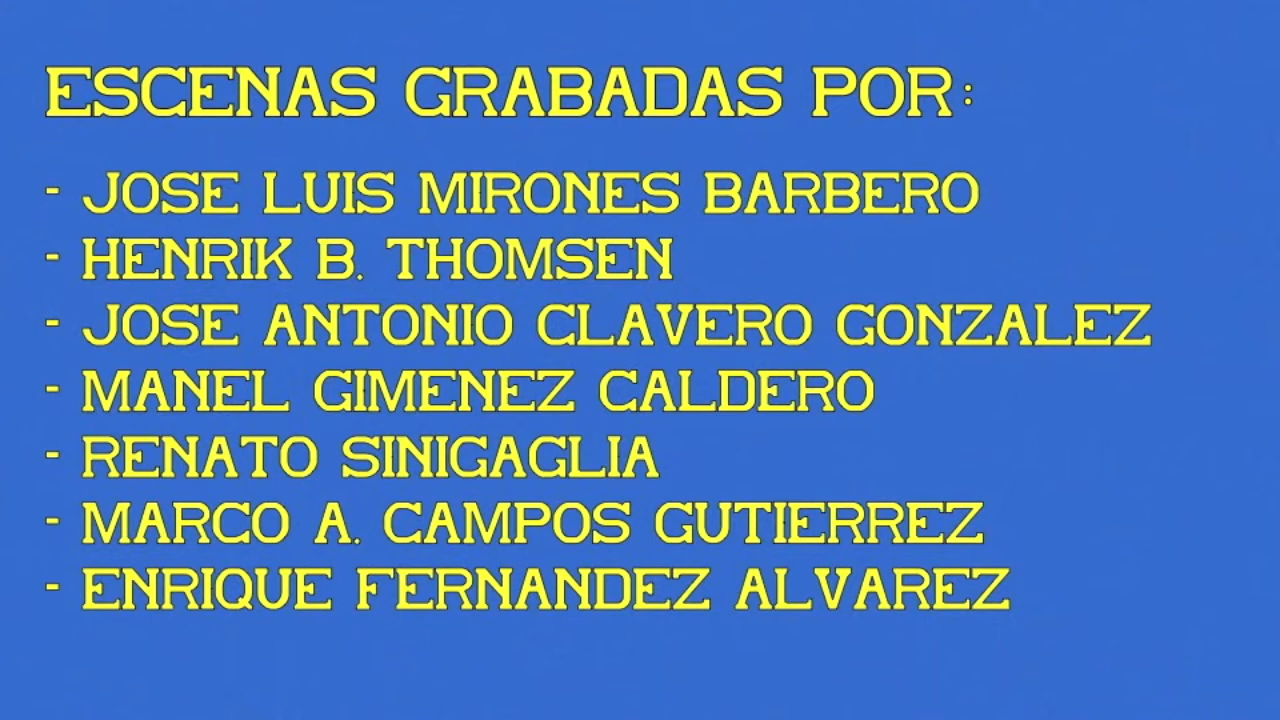 ESCENAS GRABADAS POR:
- JOSE LUIS MIRONES BARBERO
- HENRIK B. THOMSEN
- JOSE ANTONIO CLAVERO GONZALEZ
- MANEL GIMENEZ CALDERO
- RENATO SINIGAGLIA
- MARCO A. CAMPOS GUTIERREZ
- ENRIQUE FERNANDEZ ALVAREZ